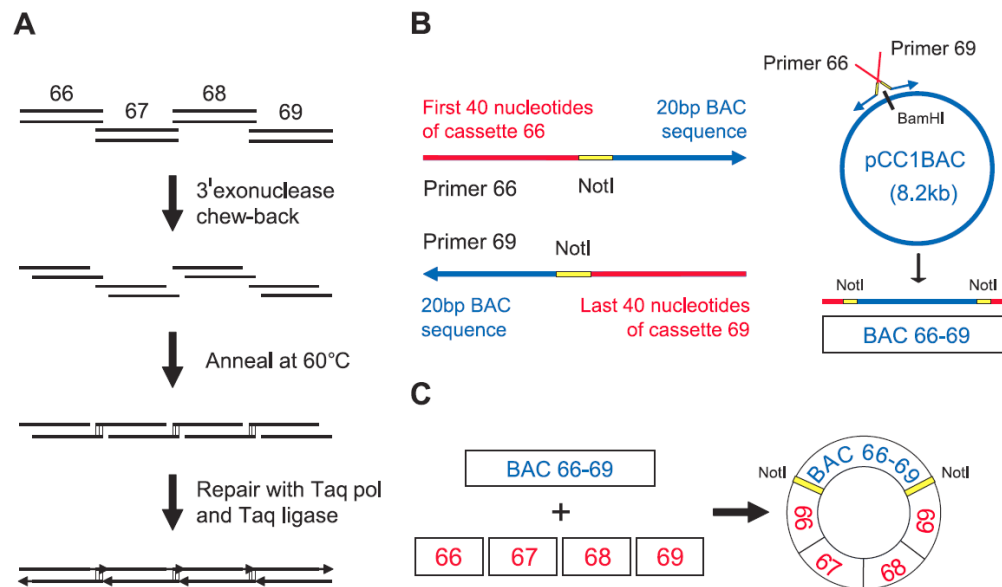 A
66
67
68
69
3'exonuclease
chew-back
Anneal at 60°C
Repair with Taq pol
and Taq ligase
B
First 40 nucleotides
of cassette 66
20bp BAC
sequence
Primer 66
NotI
Primer 69
NotI
20bp BAC
sequence
Last 40 nucleotides
of cassette 69
Primer 69
Primer 66
BamHI
pCC1BAC
(8.2kb)
NotI
NotI
BAC 66-69
C
BAC 66-69
+
66 67 68 69
NotI
BAC 66-69
NotI
66
67
68
69